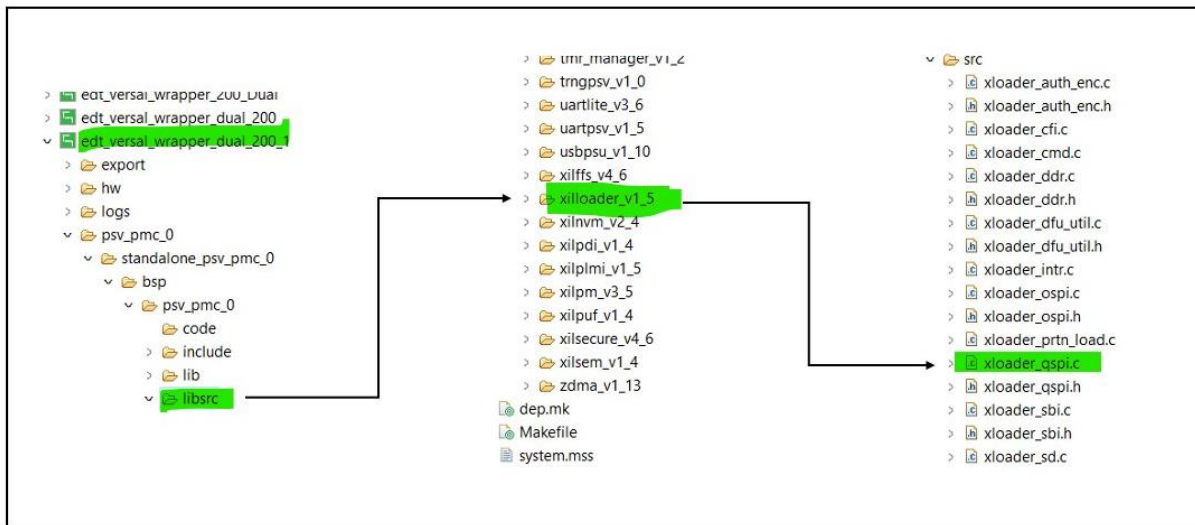 edt_versal_wrapper_200_Dual
edt_versal_wrapper_dual_200
edt_versal_wrapper_dual_200_1
export
hw
logs
psv_pmc_0
standalone_psv_pmc_0
bsp
psv_pmc_0
code
include
lib
libsrc
tmr_manager_v1_2
trngpsv_v1_0
uartlite_v3_6
uartpsv_v1_5
usbpsu_v1_10
xilffs_v4_6
xilloader_v1_5
xilnvm_v2_4
xilpdi_v1_4
xilplmi_v1_5
xilpm_v3_5
xilpuf_v1_4
xilsecure_v4_6
xilsem_v1_4
zdma_v1_13
dep.mk
Makefile
system.mss
src
xloader_auth_enc.c
xloader_auth_enc.h
xloader_cfi.c
xloader_cmd.c
xloader_ddr.c
xloader_ddr.h
xloader_dfu_util.c
xloader_dfu_util.h
xloader_intr.c
xloader_ospi.c
xloader_ospi.h
xloader_prtn_load.c
xloader_qspi.c
xloader_qspi.h
xloader_sbi.c
xloader_sbi.h
xloader_sd.c